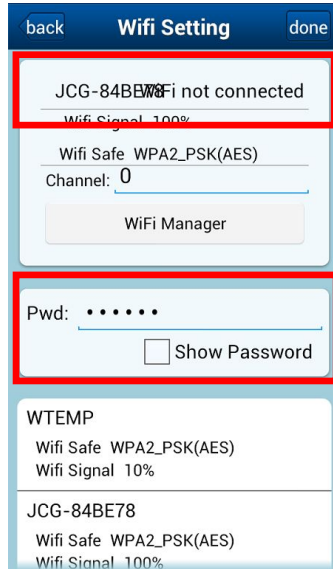 back Wifi Setting done
JCG-84BE78 WiFi not connected
Wifi Signal 100%
Wifi Safe WPA2_PSK(AES)
Channel: 0
WiFi Manager
Pwd: ••••••
Show Password
WTEMP
Wifi Safe WPA2_PSK(AES)
Wifi Signal 10%
JCG-84BE78
Wifi Safe WPA2_PSK(AES)
Wifi Signal 100%